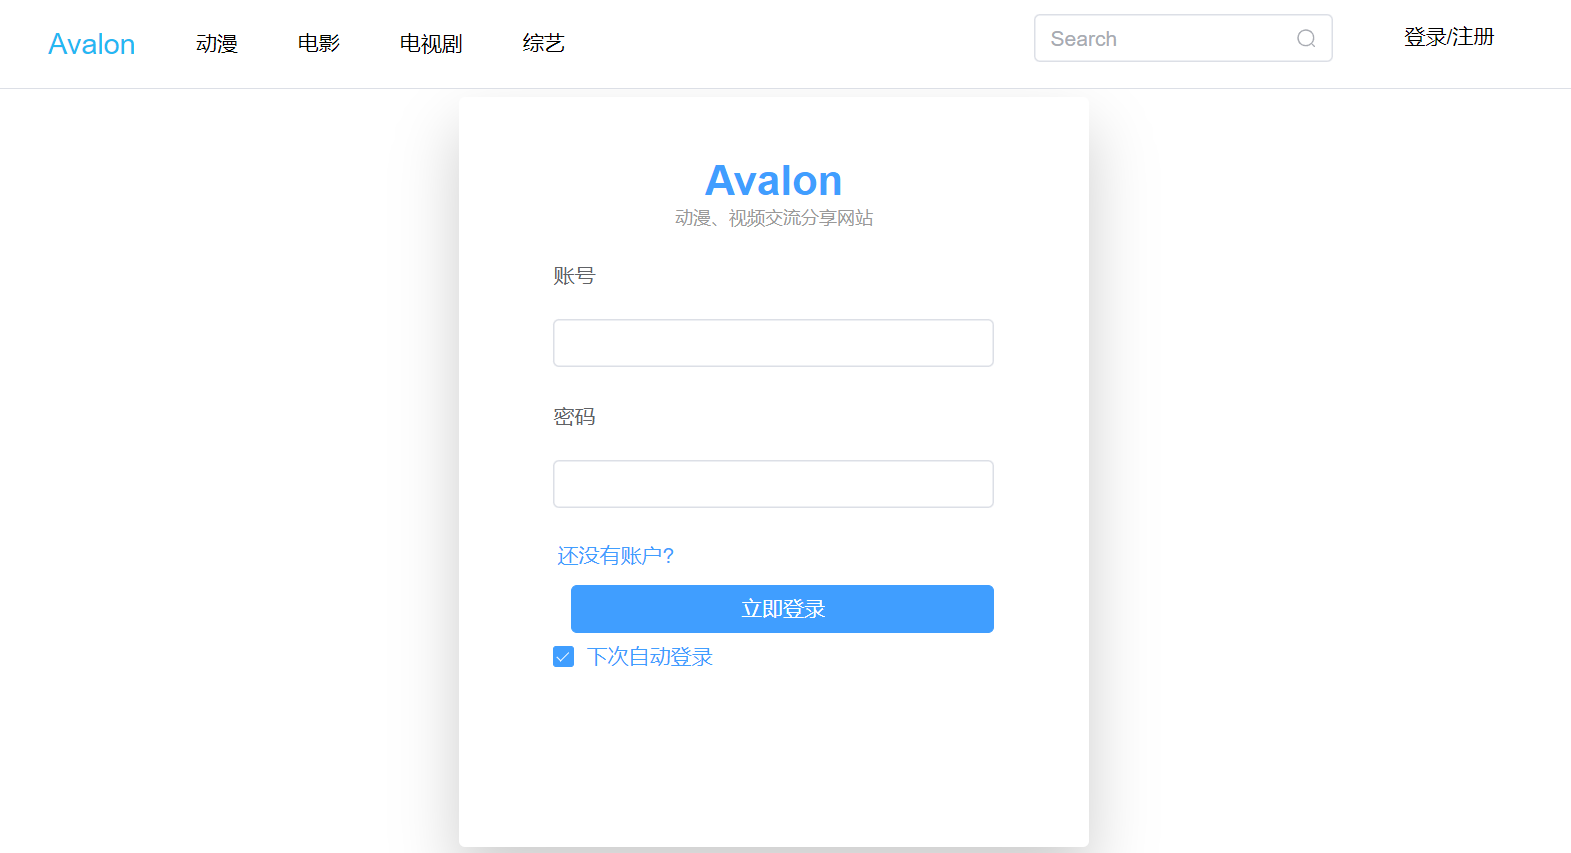 Avalon 动漫 电影 电视剧 综艺 Search 登录/注册
Avalon
动漫、视频交流分享网站
账号
密码
还没有账户?
立即登录
下次自动登录